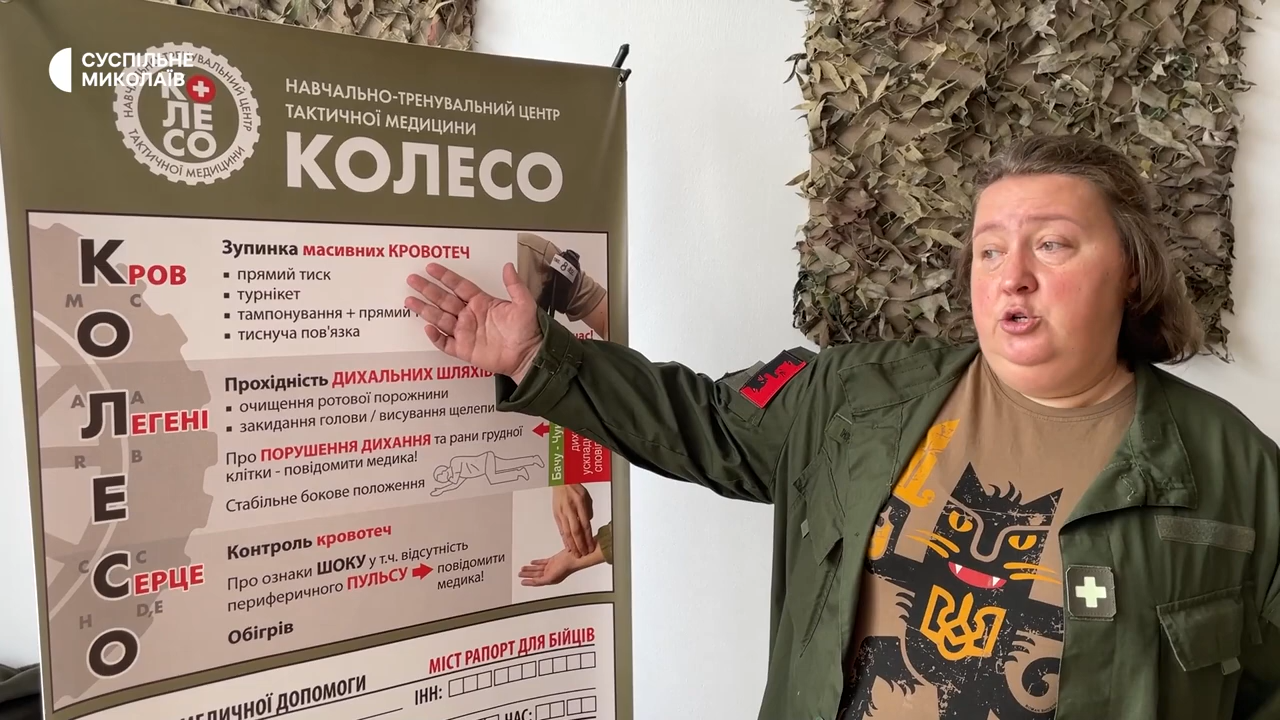 СУСПІЛЬНЕ
МИКОЛАЇВ
КО
ЛЕ
СО
ТАКТИЧНОЇ МЕДИЦИНИ
НАВЧАЛЬНО-ТРЕНУВАЛЬНИЙ ЦЕНТР
ТАКТИЧНОЇ МЕДИЦИНИ
КОЛЕСО
КРОВ
О
ЛЕГЕНІ
Е
СЕРЦЕ
О
M C
A A
R B
C C
H D,E
Зупинка масивних КРОВОТЕЧ
▪ прямий тиск
▪ турнікет
▪ тампонування + прямий
▪ тиснуча пов'язка
Прохідність ДИХАЛЬНИХ ШЛЯХІВ
▪ очищення ротової порожнини
▪ закидання голови / висування щелепи
Про ПОРУШЕННЯ ДИХАННЯ та рани грудної
клітки - повідомити медика!
Стабільне бокове положення
Контроль кровотеч
Про ознаки ШОКУ у т.ч. відсутність
периферичного ПУЛЬСУ
повідомити
медика!
Обігрів
МІСТ РАПОРТ ДЛЯ БІЙЦІВ
ДОПОМОГИ
ІНН:
ЧАС: